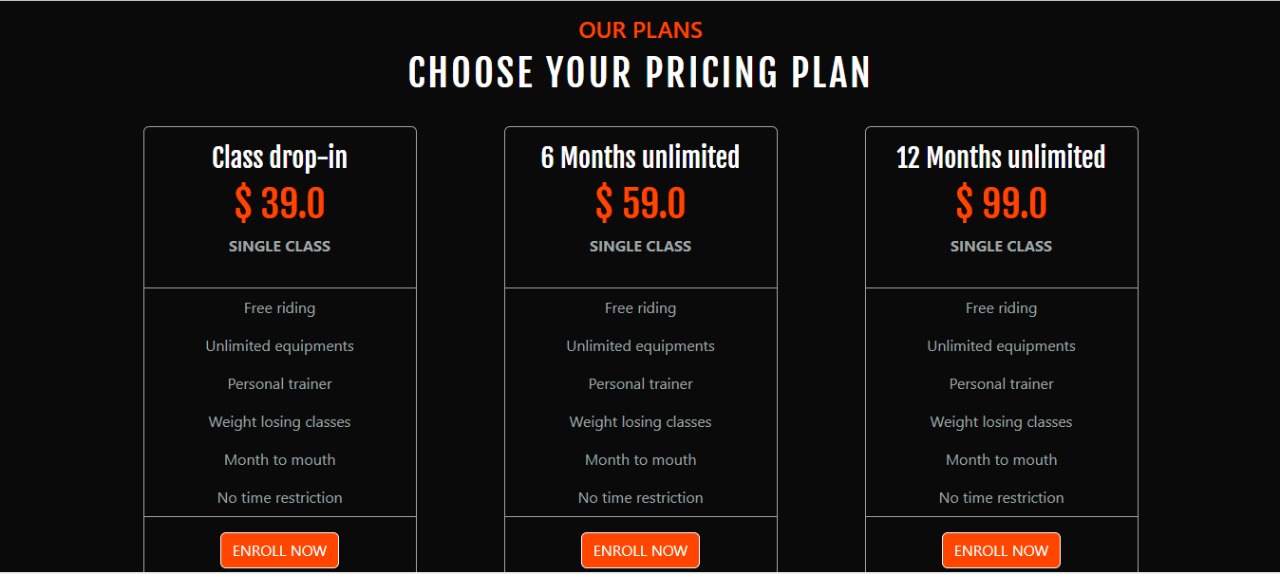 OUR PLANS
CHOOSE YOUR PRICING PLAN
Class drop-in
$ 39.0
SINGLE CLASS
Free riding
Unlimited equipments
Personal trainer
Weight losing classes
Month to mouth
No time restriction
ENROLL NOW
6 Months unlimited
$ 59.0
SINGLE CLASS
Free riding
Unlimited equipments
Personal trainer
Weight losing classes
Month to mouth
No time restriction
ENROLL NOW
12 Months unlimited
$ 99.0
SINGLE CLASS
Free riding
Unlimited equipments
Personal trainer
Weight losing classes
Month to mouth
No time restriction
ENROLL NOW